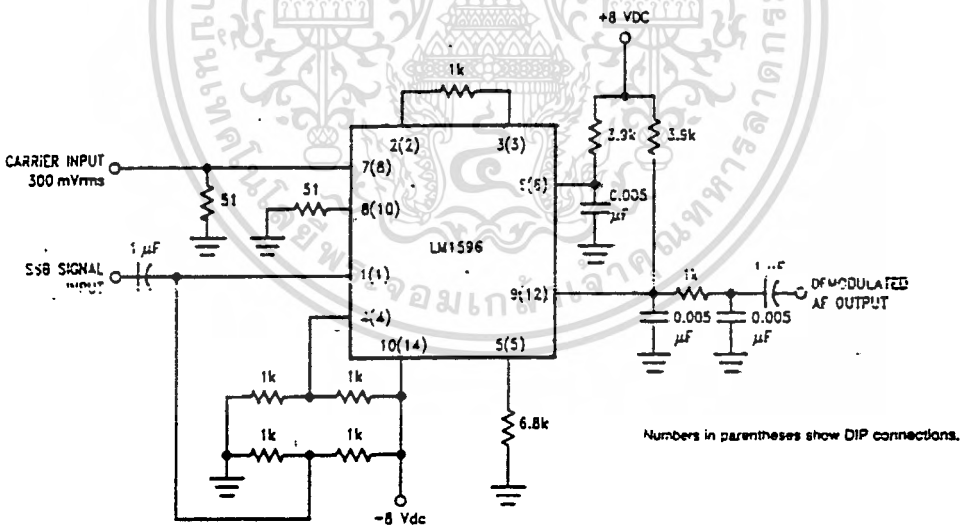 +8 VDC
1k
3.9k
3.9k
2(2)
3(3)
CARRIER INPUT
300 mVrms
7(8)
51
51
8(10)
0.005
µF
LM1596
1 µF
SSB SIGNAL
INPUT
1(1)
4(4)
9(12)
1k
DEMODULATED
AF OUTPUT
0.005
µF
0.005
µF
10(14)
5(5)
1k
1k
1k
1k
6.8k
Numbers in parentheses show DIP connections.
-8 Vdc